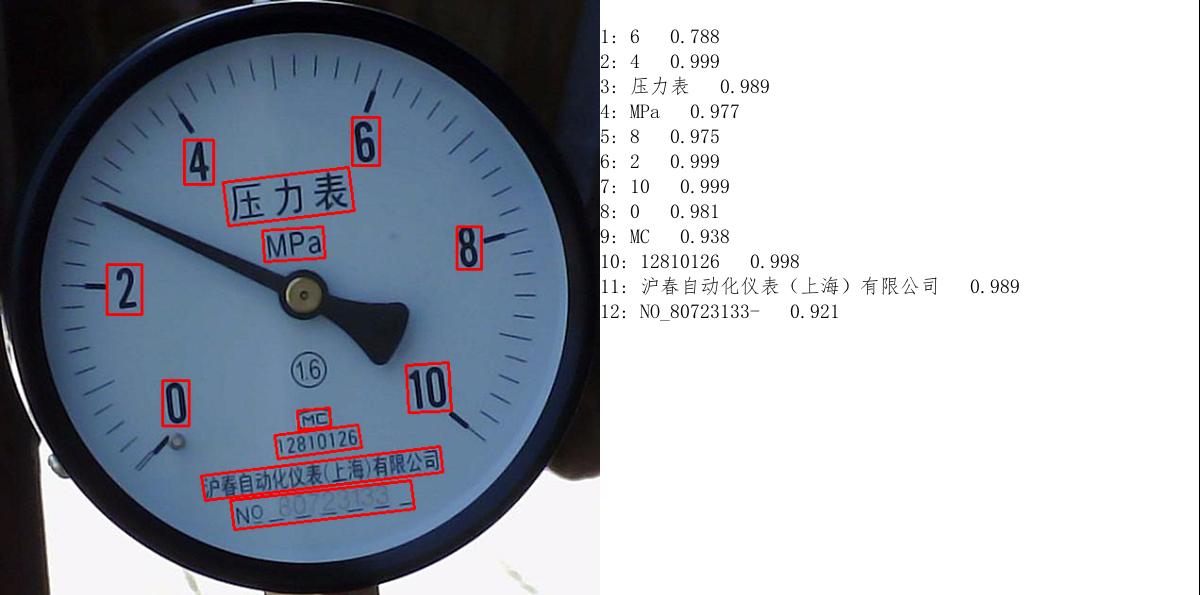 6
4
压力表
MPa
8
2
10
0
1.6
MC
12810126
沪春自动化仪表(上海)有限公司
No 80723133
1: 6 0.788
2: 4 0.999
3: 压力表 0.989
4: MPa 0.977
5: 8 0.975
6: 2 0.999
7: 10 0.999
8: 0 0.981
9: MC 0.938
10: 12810126 0.998
11: 沪春自动化仪表（上海）有限公司 0.989
12: NO_80723133- 0.921